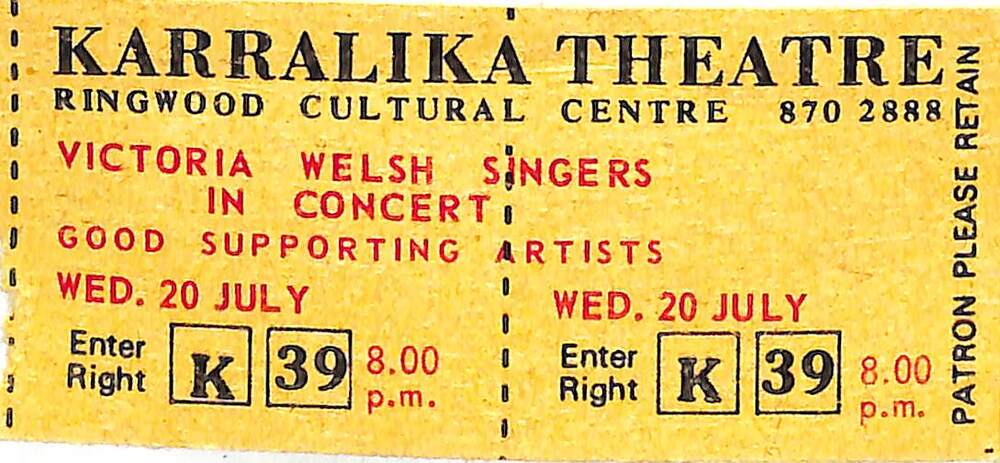 KARRALIKA THEATRE
RINGWOOD CULTURAL CENTRE 870 2888
VICTORIA WELSH SINGERS
IN CONCERT
GOOD SUPPORTING ARTISTS
WED. 20 JULY
Enter Right K 39 8.00 p.m.
WED. 20 JULY
Enter Right K 39 8.00 p.m.
PATRON PLEASE RETAIN